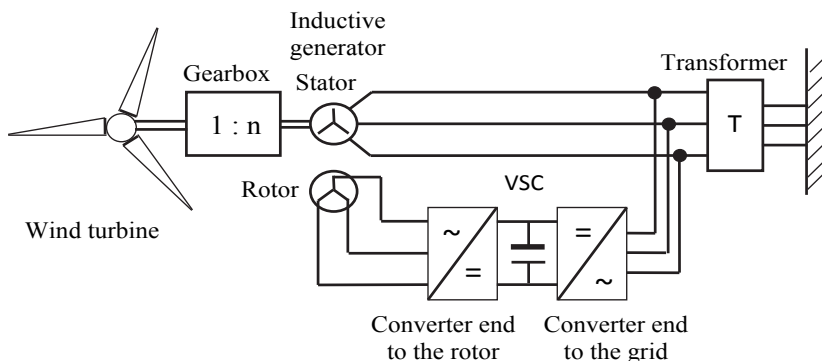 Inductive
generator
Gearbox
Stator
Transformer
1 : n
T
Rotor
VSC
Wind turbine
~
=
=
~
Converter end
to the rotor
Converter end
to the grid